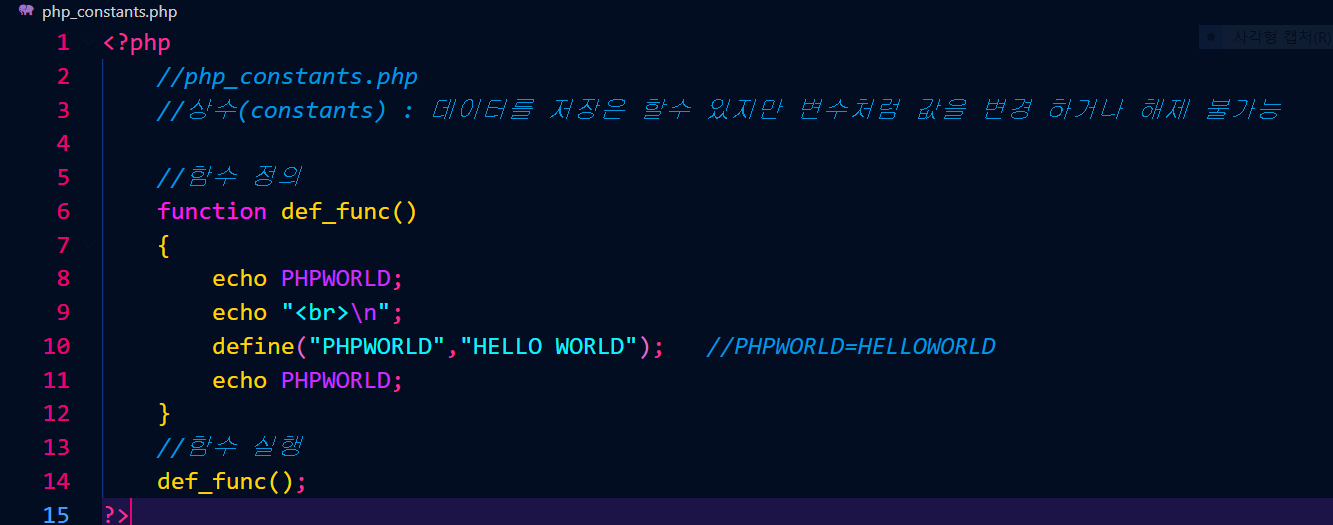 php_constants.php
사각형 캡처(R)
1 <?php
2 //php_constants.php
3 //상수(constants) : 데이터를 저장은 할수 있지만 변수처럼 값을 변경 하거나 해제 불가능
4
5 //함수 정의
6 function def_func()
7 {
8 echo PHPWORLD;
9 echo "<br>\n";
10 define("PHPWORLD","HELLO WORLD"); //PHPWORLD=HELLOWORLD
11 echo PHPWORLD;
12 }
13 //함수 실행
14 def_func();
15 ?>